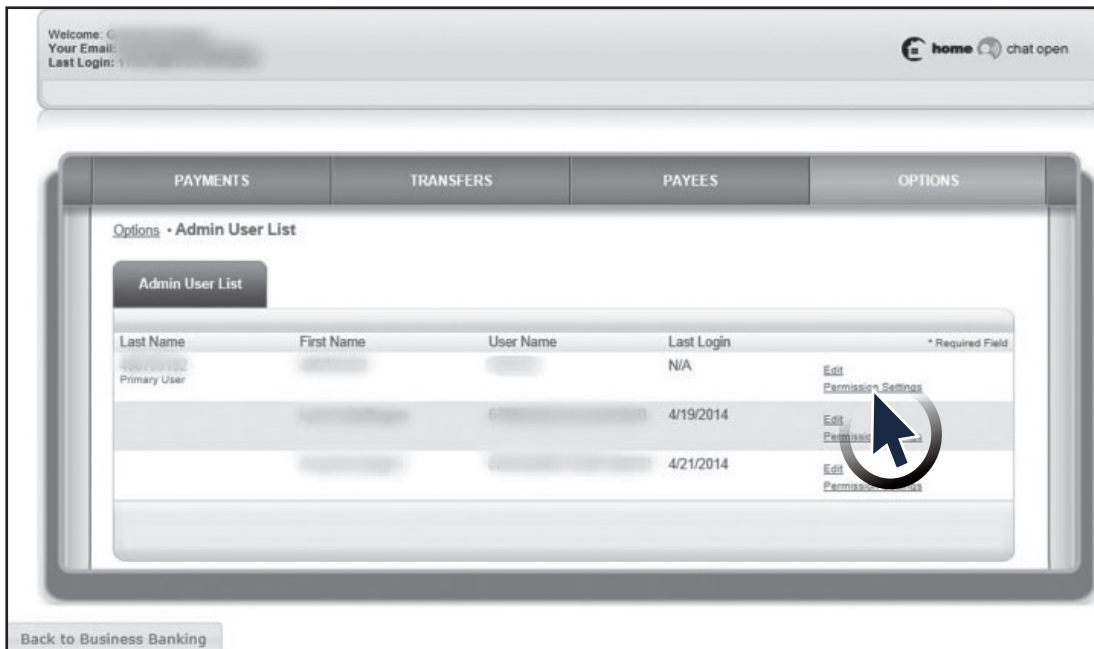 Welcome:
Your Email:
Last Login:
home chat open
PAYMENTS TRANSFERS PAYEES OPTIONS
Options • Admin User List
Admin User List
Last Name First Name User Name Last Login * Required Field
N/A Edit
Primary User Permission Settings
4/19/2014 Edit
4/21/2014 Edit
Back to Business Banking